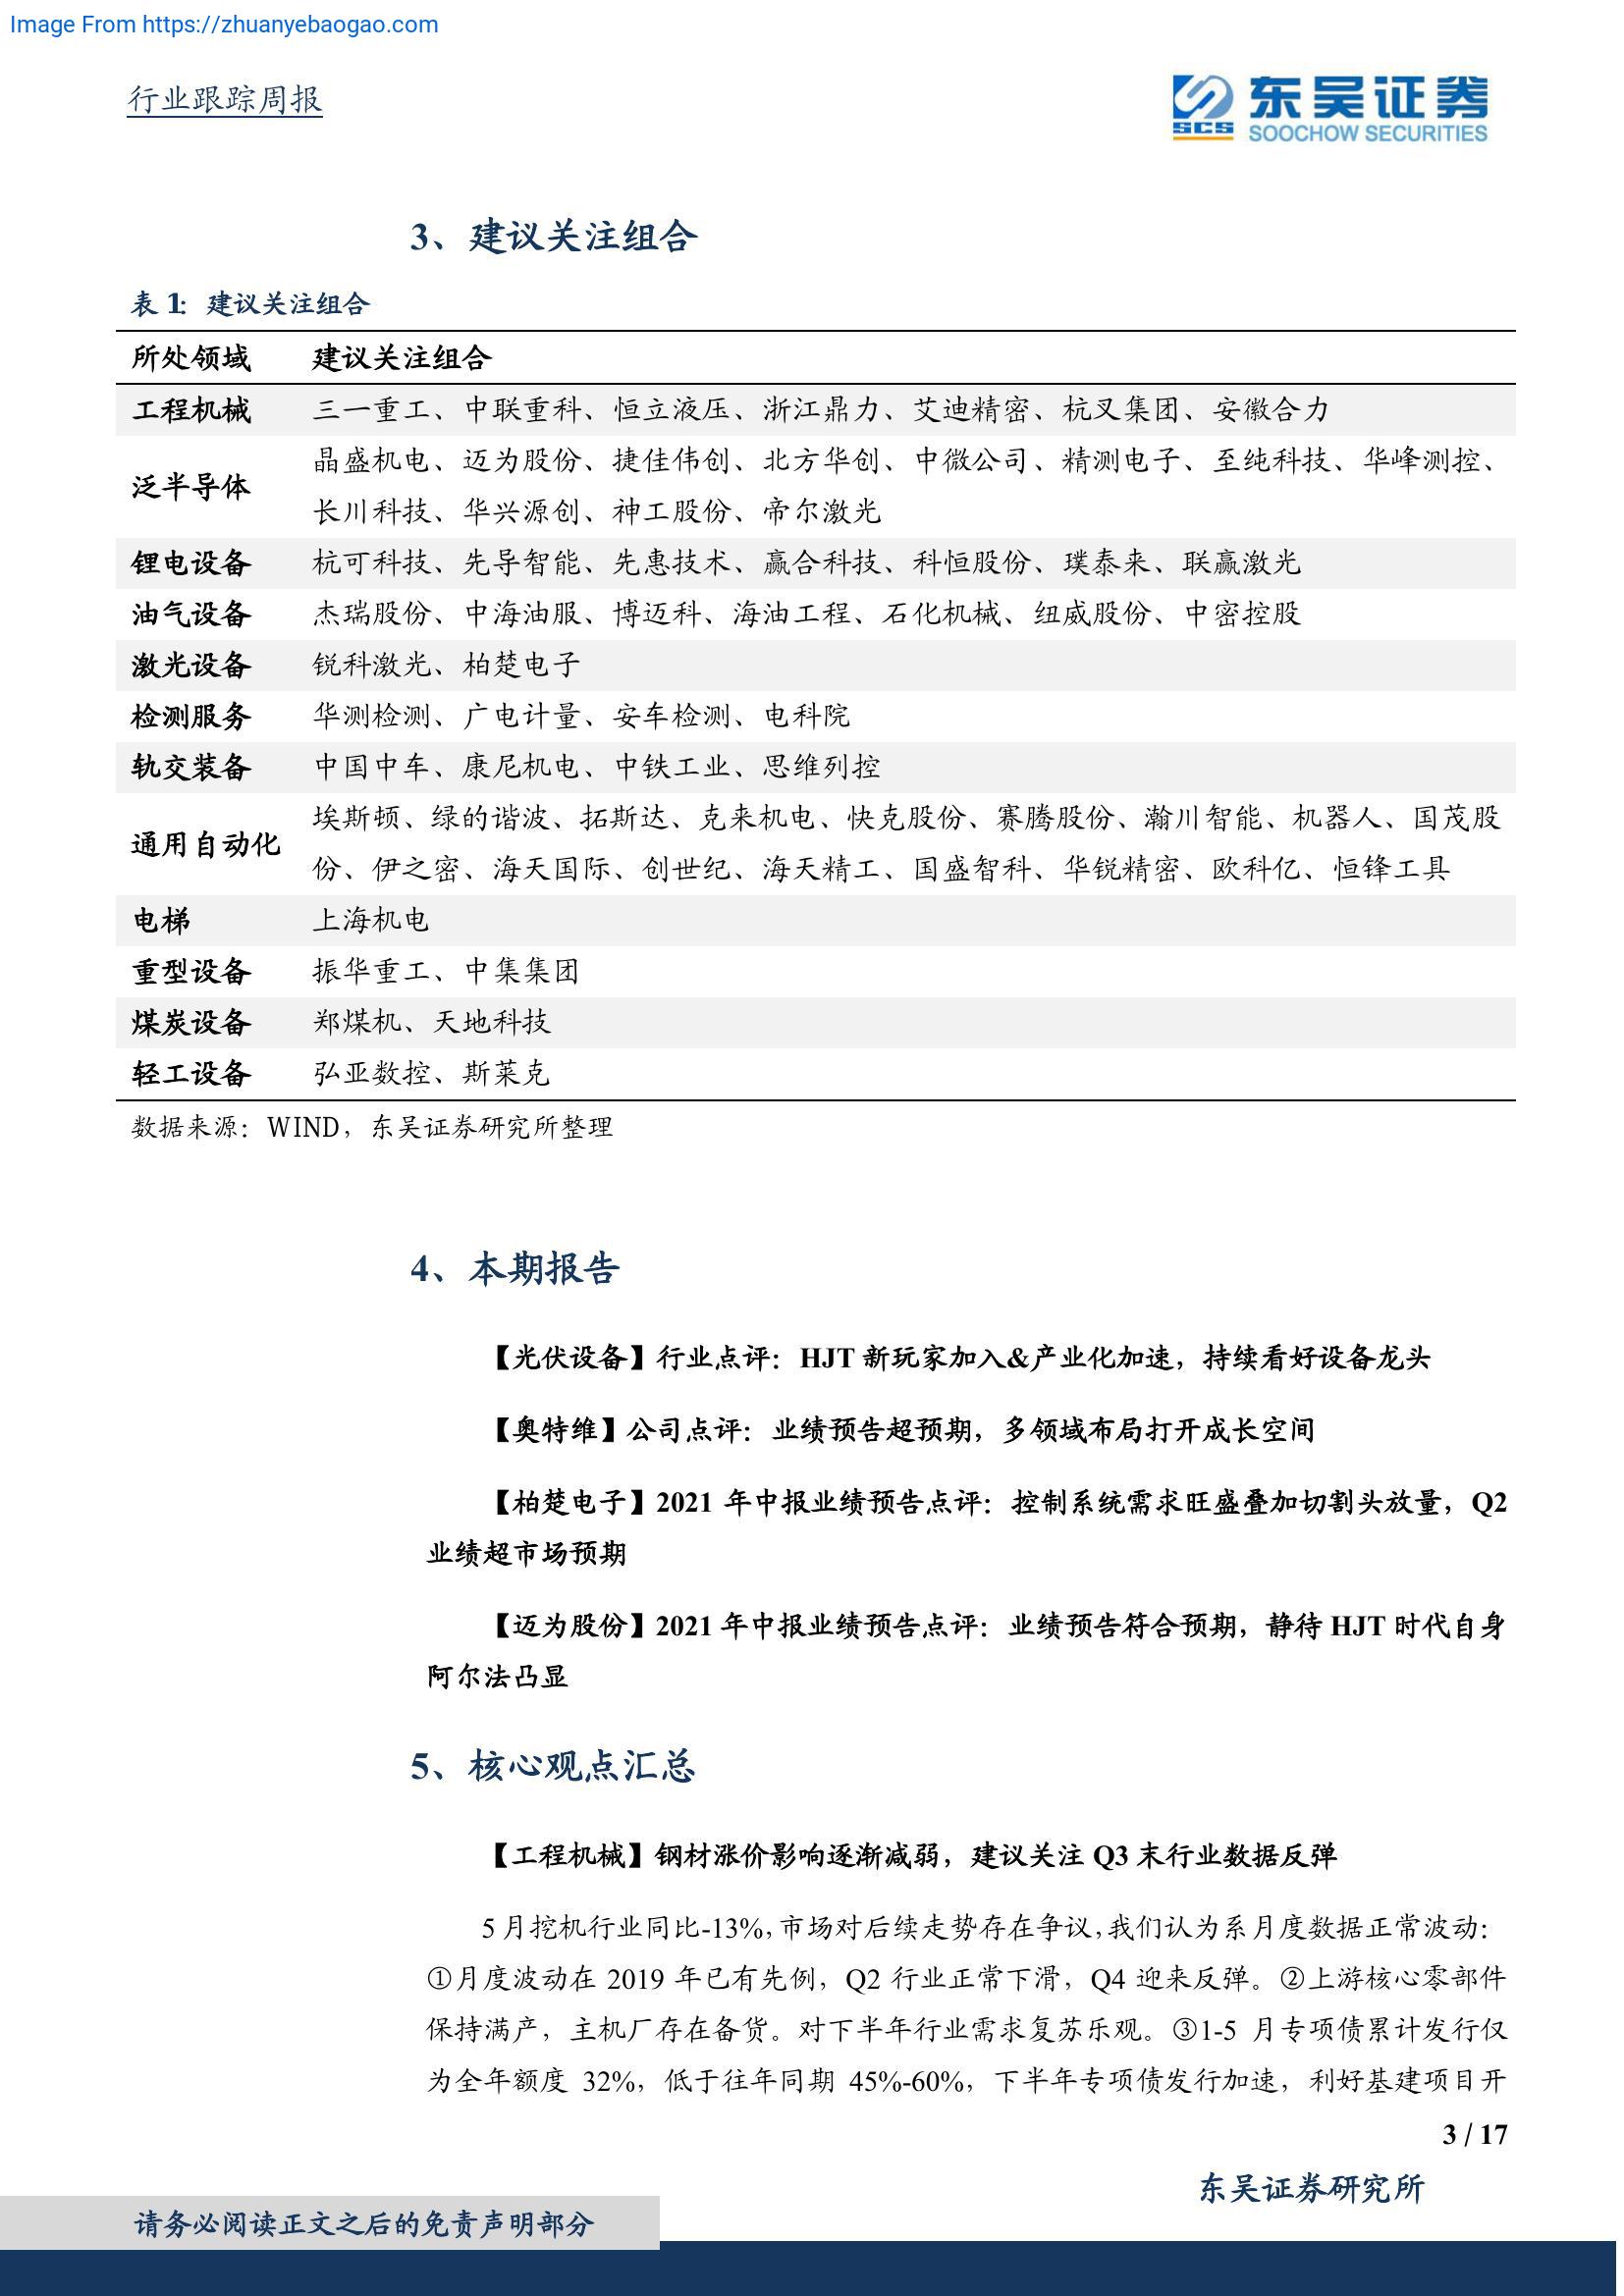 Image From https://zhuanyebaogao.com
行业跟踪周报
东吴证券
SCS
SOOCHOW SECURITIES
3、建议关注组合
表 1: 建议关注组合
所处领域 建议关注组合
工程机械 三一重工、中联重科、恒立液压、浙江鼎力、艾迪精密、杭叉集团、安徽合力
泛半导体 晶盛机电、迈为股份、捷佳伟创、北方华创、中微公司、精测电子、至纯科技、华峰测控、
长川科技、华兴源创、神工股份、帝尔激光
锂电设备 杭可科技、先导智能、先惠技术、赢合科技、科恒股份、璞泰来、联赢激光
油气设备 杰瑞股份、中海油服、博迈科、海油工程、石化机械、纽威股份、中密控股
激光设备 锐科激光、柏楚电子
检测服务 华测检测、广电计量、安车检测、电科院
轨交装备 中国中车、康尼机电、中铁工业、思维列控
通用自动化 埃斯顿、绿的谐波、拓斯达、克来机电、快克股份、赛腾股份、瀚川智能、机器人、国茂股
份、伊之密、海天国际、创世纪、海天精工、国盛智科、华锐精密、欧科亿、恒锋工具
电梯 上海机电
重型设备 振华重工、中集集团
煤炭设备 郑煤机、天地科技
轻工设备 弘亚数控、斯莱克
数据来源：WIND，东吴证券研究所整理
4、本期报告
【光伏设备】行业点评：HJT 新玩家加入&产业化加速，持续看好设备龙头
【奥特维】公司点评：业绩预告超预期，多领域布局打开成长空间
【柏楚电子】2021 年中报业绩预告点评：控制系统需求旺盛叠加切割头放量，Q2
业绩超市场预期
【迈为股份】2021 年中报业绩预告点评：业绩预告符合预期，静待 HJT 时代自身
阿尔法凸显
5、核心观点汇总
【工程机械】钢材涨价影响逐渐减弱，建议关注 Q3 末行业数据反弹
5 月挖机行业同比-13%，市场对后续走势存在争议，我们认为系月度数据正常波动：
①月度波动在 2019 年已有先例，Q2 行业正常下滑，Q4 迎来反弹。②上游核心零部件
保持满产，主机厂存在备货。对下半年行业需求复苏乐观。③1-5 月专项债累计发行仅
为全年额度 32%，低于往年同期 45%-60%，下半年专项债发行加速，利好基建项目开
3 / 17
东吴证券研究所
请务必阅读正文之后的免责声明部分